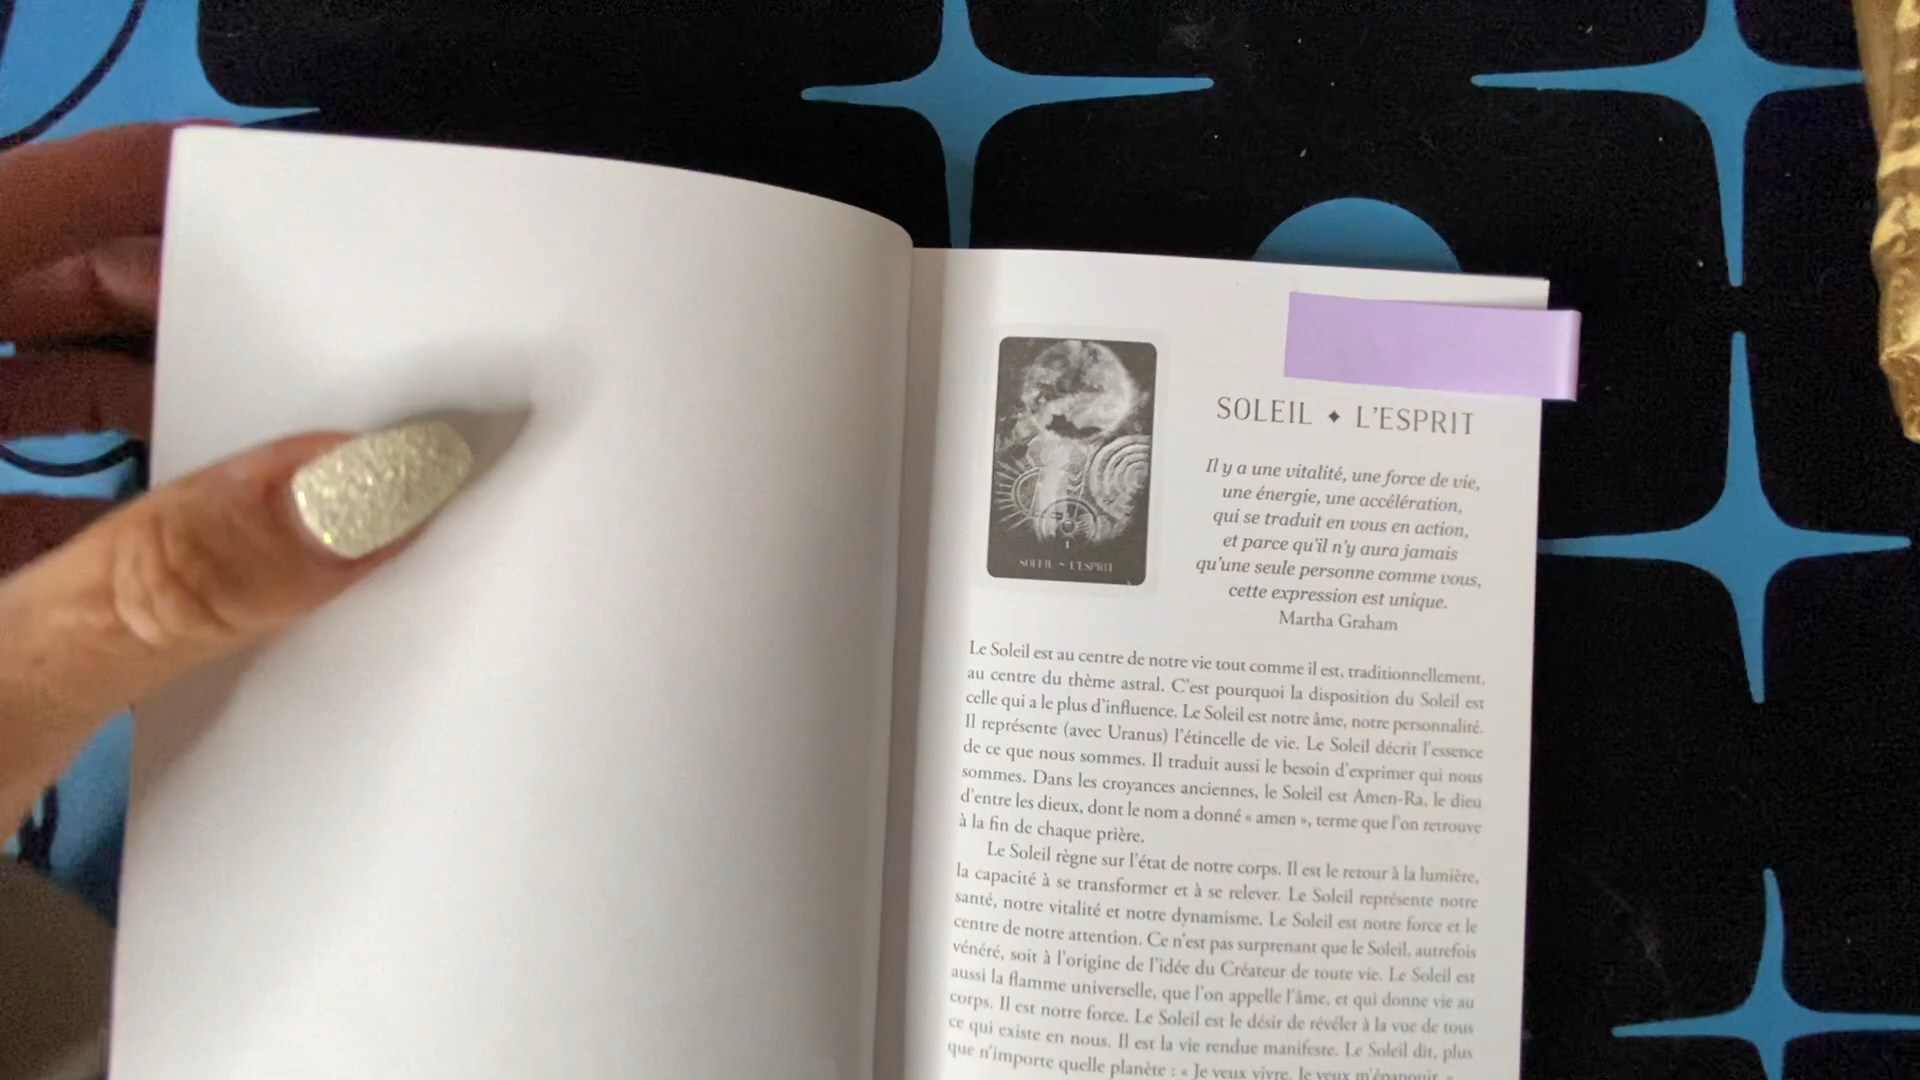 SOLEIL ✦ L'ESPRIT
Il y a une vitalité, une force de vie,
une énergie, une accélération,
qui se traduit en vous en action,
et parce qu'il n'y aura jamais
qu'une seule personne comme vous,
cette expression est unique.
Martha Graham
1
SOLEIL ~ L'ESPRIT
Le Soleil est au centre de notre vie tout comme il est, traditionnellement,
au centre du thème astral. C'est pourquoi la disposition du Soleil est
celle qui a le plus d'influence. Le Soleil est notre âme, notre personnalité.
Il représente (avec Uranus) l'étincelle de vie. Le Soleil décrit l'essence
de ce que nous sommes. Il traduit aussi le besoin d'exprimer qui nous
sommes. Dans les croyances anciennes, le Soleil est Amen-Ra, le dieu
d'entre les dieux, dont le nom a donné « amen », terme que l'on retrouve
à la fin de chaque prière.
Le Soleil règne sur l'état de notre corps. Il est le retour à la lumière,
la capacité à se transformer et à se relever. Le Soleil représente notre
santé, notre vitalité et notre dynamisme. Le Soleil est notre force et le
centre de notre attention. Ce n'est pas surprenant que le Soleil, autrefois
vénéré, soit à l'origine de l'idée du Créateur de toute vie. Le Soleil est
aussi la flamme universelle, que l'on appelle l'âme, et qui donne vie au
corps. Il est notre force. Le Soleil est le désir de révéler à la vue de tous
ce qui existe en nous. Il est la vie rendue manifeste. Le Soleil dit, plus
que n'importe quelle planète : « Je veux vivre. Je veux m'épanouir. »